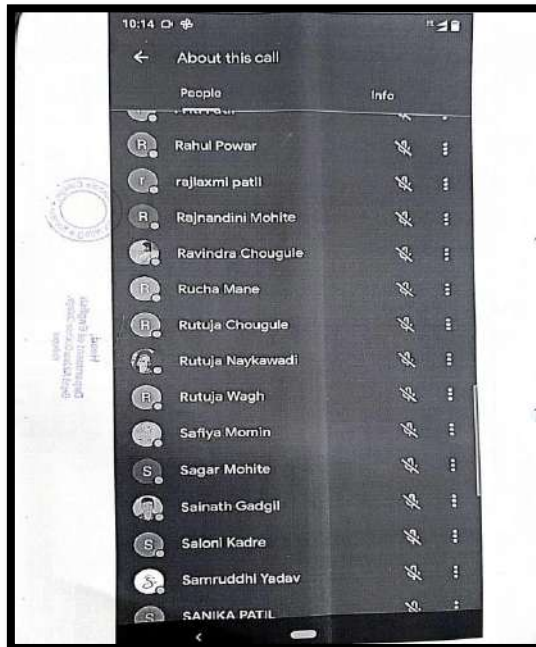 10:14
← About this call
People Info
Rahul Powar
rajlaxmi patil
Rajnandini Mohite
Ravindra Chougule
Rucha Mane
Rutuja Chougule
Rutuja Naykawadi
Rutuja Wagh
Safiya Momin
Sagar Mohite
Sainath Gadgil
Saloni Kadre
Samruddhi Yadav
SANIKA PATIL